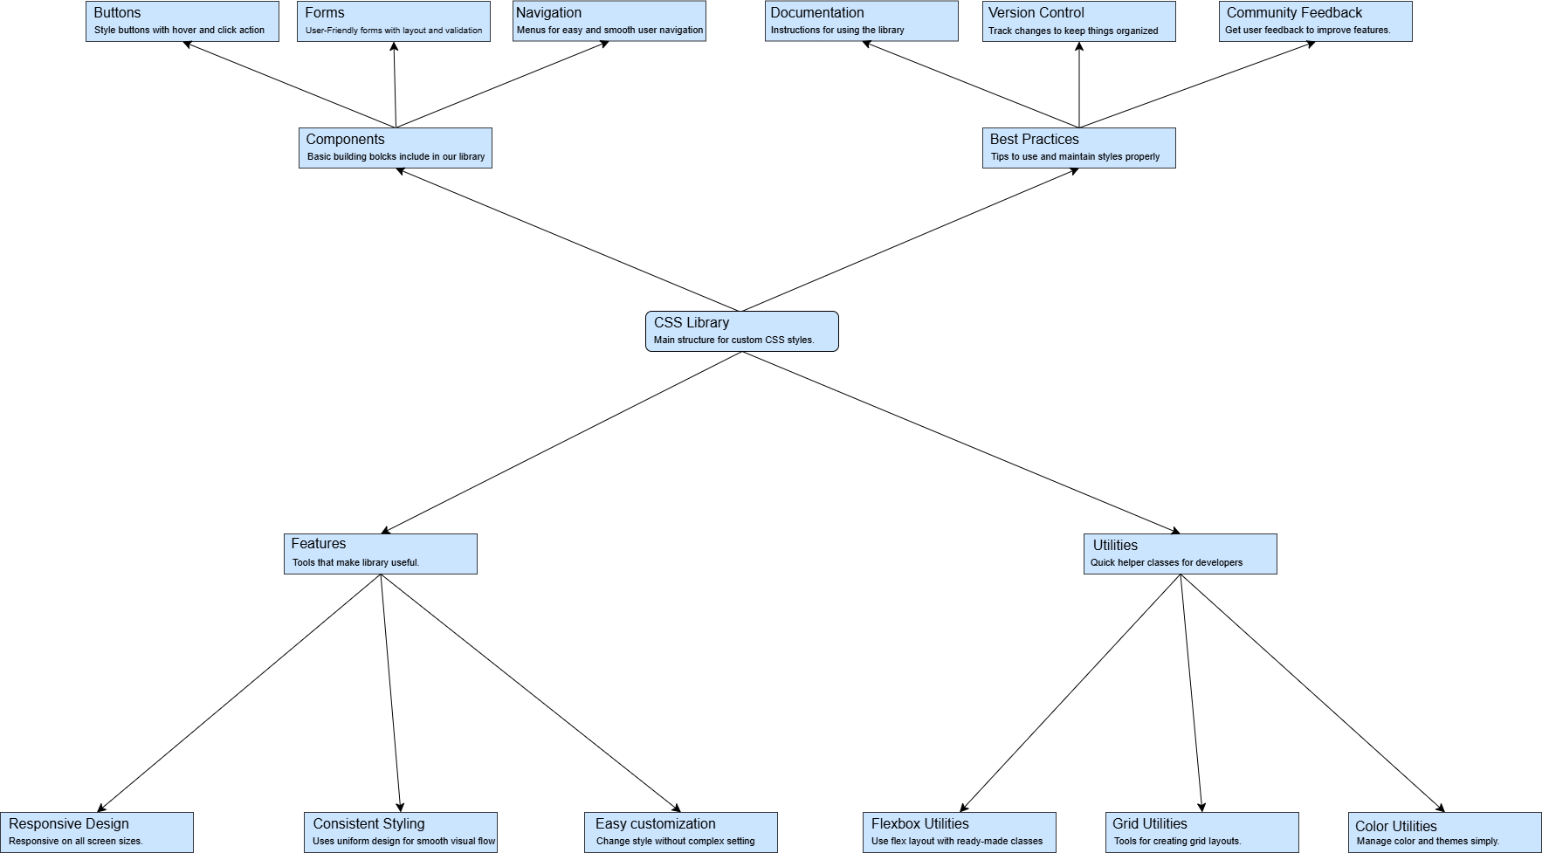 Buttons
Style buttons with hover and click action
Forms
User-Friendly forms with layout and validation
Navigation
Menus for easy and smooth user navigation
Documentation
Instructions for using the library
Version Control
Track changes to keep things organized
Community Feedback
Get user feedback to improve features.
Components
Basic building bolcks include in our library
Best Practices
Tips to use and maintain styles properly
CSS Library
Main structure for custom CSS styles.
Features
Tools that make library useful.
Utilities
Quick helper classes for developers
Responsive Design
Responsive on all screen sizes.
Consistent Styling
Uses uniform design for smooth visual flow
Easy customization
Change style without complex setting
Flexbox Utilities
Use flex layout with ready-made classes
Grid Utilities
Tools for creating grid layouts.
Color Utilities
Manage color and themes simply.